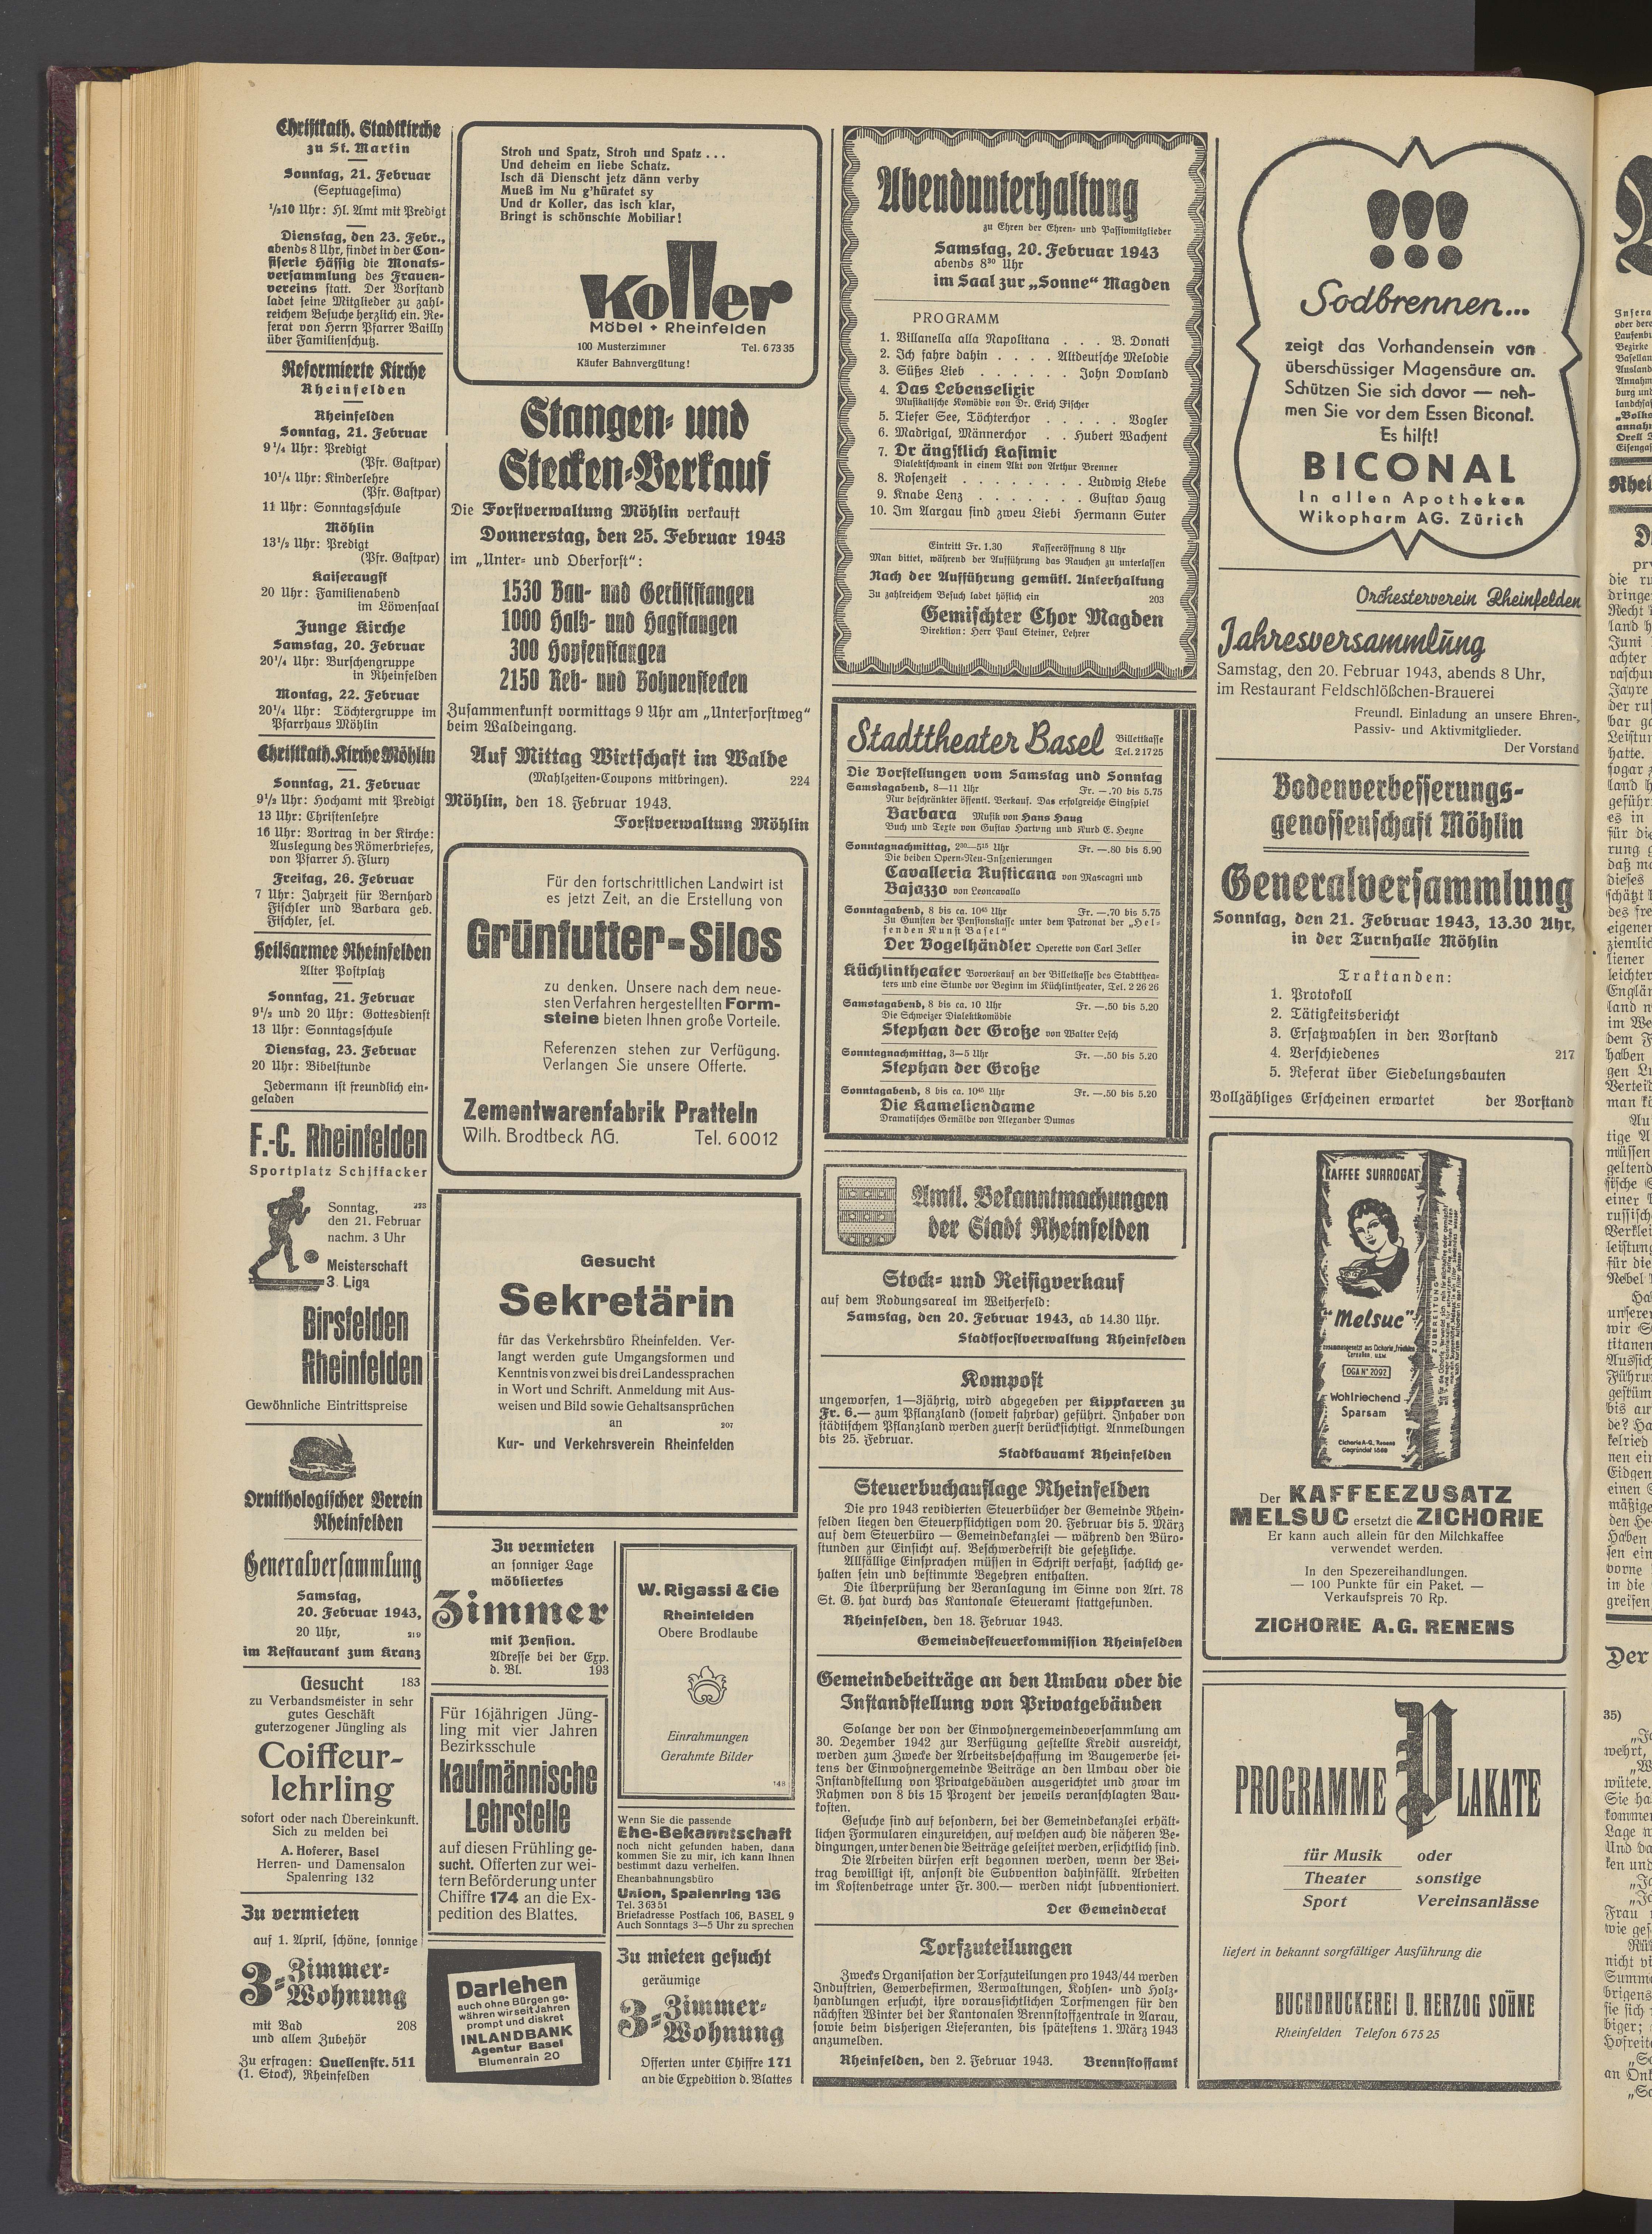 Christkath. Stadtkirche
zu St. Martin
Sonntag, 21. Februar
(Septuagesima)
½10 Uhr: Hl. Amt mit Predigt
Dienstag, den 23. Febr.,
abends 8 Uhr, findet in der Con-
fiserie Häffig die Monats-
versammlung des Frauen-
vereins statt. Der Vorstand
ladet seine Mitglieder zu zahl-
reichem Besuche herzlich ein. Re-
ferat von Herrn Pfarrer Bailly
über Familienschutz.
Reformierte Kirche
Rheinfelden
Rheinfelden
Sonntag, 21. Februar
9¼ Uhr: Predigt
(Pfr. Gastpar)
10¼ Uhr: Kinderlehre
(Pfr. Gastpar)
11 Uhr: Sonntagsschule
Möhlin
13½ Uhr: Predigt
(Pfr. Gastpar)
Kaiseraugst
20 Uhr: Familienabend
im Löwensaal
Junge Kirche
Samstag, 20. Februar
20¼ Uhr: Burschengruppe
in Rheinfelden
Montag, 22. Februar
20¼ Uhr: Töchtergruppe im
Pfarrhaus Möhlin
Christkath. Kirche Möhlin
Sonntag, 21. Februar
9½ Uhr: Hochamt mit Predigt
13 Uhr: Christenlehre
16 Uhr: Vortrag in der Kirche:
Auslegung des Römerbriefes,
von Pfarrer H. Flury
Freitag, 26. Februar
7 Uhr: Jahrzeit für Bernhard
Fischler und Barbara geb.
Fischler, sel.
Heilsarmee Rheinfelden
Alter Postplatz
Sonntag, 21. Februar
9½ und 20 Uhr: Gottesdienst
13 Uhr: Sonntagsschule
Dienstag, 23. Februar
20 Uhr: Bibelstunde
Jedermann ist freundlich ein-
geladen
F.-C. Rheinfelden
Sportplatz Schiffacker
Sonntag, 223
den 21. Februar
nachm. 3 Uhr
Meisterschaft
3. Liga
Birsfelden
Rheinfelden
Gewöhnliche Eintrittspreise
Ornithologischer Verein
Rheinfelden
Generalversammlung
Samstag,
20. Februar 1943,
20 Uhr, 219
im Restaurant zum Kranz
Gesucht 183
zu Verbandsmeister in sehr
gutes Geschäft
guterzogener Jüngling als
Coiffeur-
lehrling
sofort oder nach Übereinkunft.
Sich zu melden bei
A. Hoferer, Basel
Herren- und Damensalon
Spalenring 132
Zu vermieten
auf 1. April, schöne, sonnige
3-Zimmer-
Wohnung
mit Bad 208
und allem Zubehör
Zu erfragen: Quellenstr. 511
(1. Stock), Rheinfelden
Stroh und Spatz, Stroh und Spatz ...
Und deheim en liebe Schatz.
Isch dä Dienscht jetz dänn verby
Mueß im Nu g'hüratet sy
Und dr Koller, das isch klar,
Bringt is schönschte Mobiliar!
Koller
Möbel + Rheinfelden
100 Musterzimmer Tel. 6 73 35
Käufer Bahnvergütung!
Stangen- und
Stecken-Verkauf
Die Forstverwaltung Möhlin verkauft
Donnerstag, den 25. Februar 1943
im „Unter- und Oberforst“:
1530 Bau- und Gerüststangen
1000 Halb- und Hagstangen
300 Hopfenstangen
2150 Reb- und Bohnenstecken
Zusammenkunft vormittags 9 Uhr am „Unterforstweg“
beim Waldeingang.
Auf Mittag Wirtschaft im Walde
(Mahlzeiten-Coupons mitbringen). 224
Möhlin, den 18. Februar 1943.
Forstverwaltung Möhlin
Für den fortschrittlichen Landwirt ist
es jetzt Zeit, an die Erstellung von
Grünfutter-Silos
zu denken. Unsere nach dem neue-
sten Verfahren hergestellten Form-
steine bieten Ihnen große Vorteile.
Referenzen stehen zur Verfügung.
Verlangen Sie unsere Offerte.
Zementwarenfabrik Pratteln
Wilh. Brodtbeck AG. Tel. 60012
Gesucht
Sekretärin
für das Verkehrsbüro Rheinfelden. Ver-
langt werden gute Umgangsformen und
Kenntnis von zwei bis drei Landessprachen
in Wort und Schrift. Anmeldung mit Aus-
weisen und Bild sowie Gehaltsansprüchen
an 207
Kur- und Verkehrsverein Rheinfelden
Zu vermieten
an sonniger Lage
möbliertes
Zimmer
mit Pension.
Adresse bei der Exp.
d. Bl. 193
Für 16jährigen Jüng-
ling mit vier Jahren
Bezirksschule
kaufmännische
Lehrstelle
auf diesen Frühling ge-
sucht. Offerten zur wei-
tern Beförderung unter
Chiffre 174 an die Ex-
pedition des Blattes.
Darlehen
auch ohne Bürgen ge-
währen wir seit Jahren
prompt und diskret
INLANDBANK
Agentur Basel
Blumenrain 20
W. Rigassi & Cie
Rheinfelden
Obere Brodlaube
Einrahmungen
Gerahmte Bilder
148
Wenn Sie die passende
Ehe-Bekanntschaft
noch nicht gefunden haben, dann
kommen Sie zu mir, ich kann Ihnen
bestimmt dazu verhelfen.
Eheanbahnungsbüro
Union, Spalenring 136
Tel. 3 63 51
Briefadresse Postfach 106, BASEL 9
Auch Sonntags 3—5 Uhr zu sprechen
Zu mieten gesucht
geräumige
3-Zimmer-
Wohnung
Offerten unter Chiffre 171
an die Expedition d. Blattes
Abendunterhaltung
zu Ehren der Ehren- und Passivmitglieder
Samstag, 20. Februar 1943
abends 8³⁰ Uhr
im Saal zur „Sonne“ Magden
PROGRAMM
1. Villanella alla Napolitana . . . B. Donati
2. Ich fahre dahin . . . . Altdeutsche Melodie
3. Süßes Lieb . . . . . . John Dowland
4. Das Lebenselixir
Musikalische Komödie von Dr. Erich Fischer
5. Tiefer See, Töchterchor . . . . . Vogler
6. Madrigal, Männerchor . . Hubert Wachent
7. Dr ängstlich Kasimir
Dialektschwank in einem Akt von Arthur Brenner
8. Rosenzeit . . . . . . . . Ludwig Liebe
9. Knabe Lenz . . . . . . . Gustav Haug
10. Im Aargau sind zweu Liebi Hermann Suter
Eintritt Fr. 1.30 Kasseeröffnung 8 Uhr
Man bittet, während der Aufführung das Rauchen zu unterlassen
Nach der Aufführung gemütl. Unterhaltung
Zu zahlreichem Besuch ladet höflich ein 203
Gemischter Chor Magden
Direktion: Herr Paul Steiner, Lehrer
Stadttheater Basel Billettkasse
Tel. 2 17 25
Die Vorstellungen vom Samstag und Sonntag
Samstagabend, 8—11 Uhr Fr. —.70 bis 5.75
Nur beschränkter öffentl. Verkauf. Das erfolgreiche Singspiel
Barbara Musik von Hans Haug
Buch und Texte von Gustav Hartung und Kurd E. Heyne
Sonntagnachmittag, 2³⁰—5¹⁵ Uhr Fr. —.80 bis 6.90
Die beiden Opern-Neu-Inszenierungen
Cavalleria Rusticana von Mascagni und
Bajazzo von Leoncavallo
Sonntagabend, 8 bis ca. 10⁴⁵ Uhr Fr. —.70 bis 5.75
Zu Gunsten der Pensionskasse unter dem Patronat der „Hel-
fenden Kunst Basel“
Der Vogelhändler Operette von Carl Zeller
Küchlintheater Vorverkauf an der Billetkasse des Stadtthea-
ters und eine Stunde vor Beginn im Küchlintheater, Tel. 2 26 26
Samstagabend, 8 bis ca. 10 Uhr Fr. —.50 bis 5.20
Die Schweizer Dialektkomödie
Stephan der Große von Walter Lesch
Sonntagnachmittag, 3—5 Uhr Fr. —.50 bis 5.20
Stephan der Große
Sonntagabend, 8 bis ca. 10⁴⁵ Uhr Fr. —.50 bis 5.20
Die Kameliendame
Dramatisches Gemälde von Alexander Dumas
Amtl. Bekanntmachungen
der Stadt Rheinfelden
Stock- und Reisigverkauf
auf dem Rodungsareal im Weiherfeld:
Samstag, den 20. Februar 1943, ab 14.30 Uhr.
Stadtforstverwaltung Rheinfelden
Kompost
ungeworfen, 1—3jährig, wird abgegeben per Kippkarren zu
Fr. 6.— zum Pflanzland (soweit fahrbar) geführt. Inhaber von
städtischem Pflanzland werden zuerst berücksichtigt. Anmeldungen
bis 25. Februar.
Stadtbauamt Rheinfelden
Steuerbuchauflage Rheinfelden
Die pro 1943 revidierten Steuerbücher der Gemeinde Rhein-
felden liegen den Steuerpflichtigen vom 20. Februar bis 5. März
auf dem Steuerbüro — Gemeindekanzlei — während den Büro-
stunden zur Einsicht auf. Beschwerdefrist die gesetzliche.
Allfällige Einsprachen müssen in Schrift verfaßt, sachlich ge-
halten sein und bestimmte Begehren enthalten.
Die Überprüfung der Veranlagung im Sinne von Art. 78
St. G. hat durch das Kantonale Steueramt stattgefunden.
Rheinfelden, den 18. Februar 1943.
Gemeindesteuerkommission Rheinfelden
Gemeindebeiträge an den Umbau oder die
Instandstellung von Privatgebäuden
Solange der von der Einwohnergemeindeversammlung am
30. Dezember 1942 zur Verfügung gestellte Kredit ausreicht,
werden zum Zwecke der Arbeitsbeschaffung im Baugewerbe sei-
tens der Einwohnergemeinde Beiträge an den Umbau oder die
Instandstellung von Privatgebäuden ausgerichtet und zwar im
Rahmen von 8 bis 15 Prozent der jeweils veranschlagten Bau-
kosten.
Gesuche sind auf besondern, bei der Gemeindekanzlei erhält-
lichen Formularen einzureichen, auf welchen auch die näheren Be-
dingungen, unter denen die Beiträge geleistet werden, ersichtlich sind.
Die Arbeiten dürfen erst begonnen werden, wenn der Bei-
trag bewilligt ist, ansonst die Subvention dahinfällt. Arbeiten
im Kostenbetrage unter Fr. 300.— werden nicht subventioniert.
Der Gemeinderat
Torfzuteilungen
Zwecks Organisation der Torfzuteilungen pro 1943/44 werden
Industrien, Gewerbefirmen, Verwaltungen, Kohlen- und Holz-
handlungen ersucht, ihre voraussichtlichen Torfmengen für den
nächsten Winter bei der Kantonalen Brennstoffzentrale in Aarau,
sowie beim bisherigen Lieferanten, bis spätestens 1. März 1943
anzumelden.
Rheinfelden, den 2. Februar 1943. Brennstoffamt
!!!
Sodbrennen...
zeigt das Vorhandensein von
überschüssiger Magensäure an.
Schützen Sie sich davor — neh-
men Sie vor dem Essen Biconal.
Es hilft!
BICONAL
In allen Apotheken
Wikopharm AG. Zürich
Orchesterverein Rheinfelden
Jahresversammlung
Samstag, den 20. Februar 1943, abends 8 Uhr,
im Restaurant Feldschlößchen-Brauerei
Freundl. Einladung an unsere Ehren-,
Passiv- und Aktivmitglieder.
Der Vorstand
Bodenverbesserungs-
genossenschaft Möhlin
Generalversammlung
Sonntag, den 21. Februar 1943, 13.30 Uhr,
in der Turnhalle Möhlin
Traktanden:
1. Protokoll
2. Tätigkeitsbericht
3. Ersatzwahlen in den Vorstand
4. Verschiedenes 217
5. Referat über Siedelungsbauten
Vollzähliges Erscheinen erwartet der Vorstand
KAFFEE SURROGAT
"Melsuc"
zusammengesetzt aus Cichorie, früchten
Cerealien, u.s.w.
OGA Nº 2092
Wohlriechend
Sparsam
Cichorie A-G., Renens
Gegründet 1888
ZUBEREITUNG
Der KAFFEEZUSATZ
MELSUC ersetzt die ZICHORIE
Er kann auch allein für den Milchkaffee
verwendet werden.
In den Spezereihandlungen.
— 100 Punkte für ein Paket. —
Verkaufspreis 70 Rp.
ZICHORIE A.G. RENENS
PROGRAMME PLAKATE
für Musik oder
Theater sonstige
Sport Vereinsanlässe
liefert in bekannt sorgfältiger Ausführung die
BUCHDRUCKEREI U. HERZOG SÖHNE
Rheinfelden Telefon 6 75 25